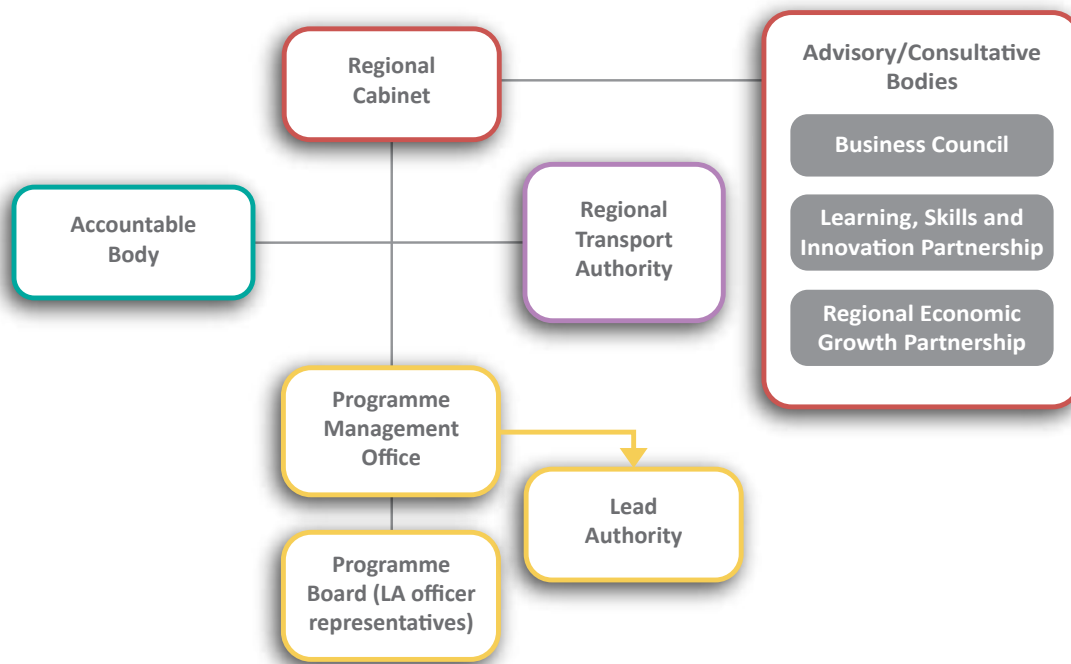 Regional
Cabinet
Advisory/Consultative
Bodies
Business Council
Learning, Skills and
Innovation Partnership
Regional Economic
Growth Partnership
Accountable
Body
Regional
Transport
Authority
Programme
Management
Office
Lead
Authority
Programme
Board (LA officer
representatives)